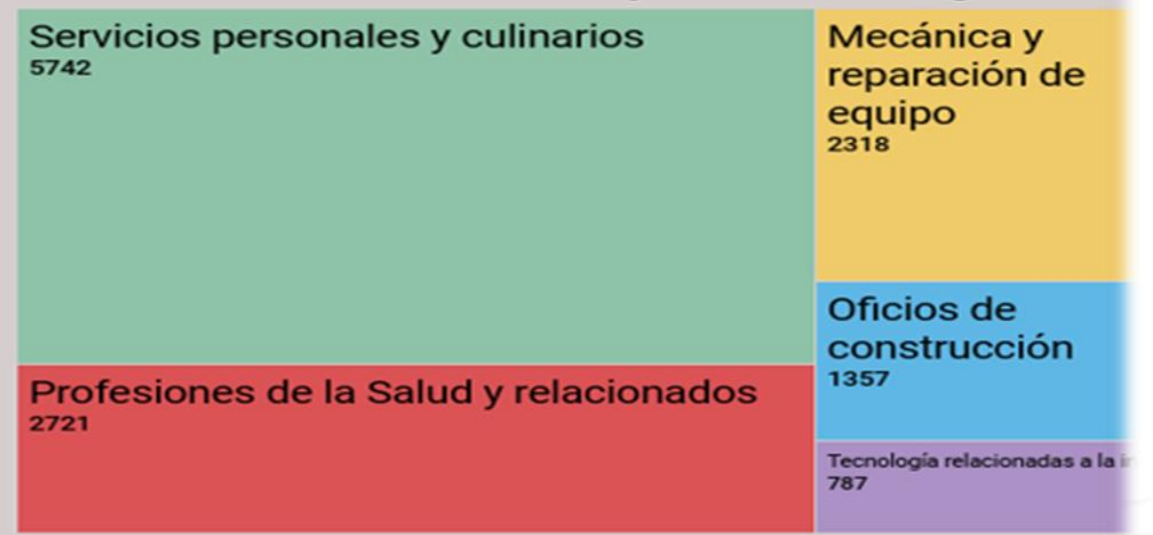 Servicios personales y culinarios
5742
Mecánica y
reparación de
equipo
2318
Oficios de
construcción
1357
Profesiones de la Salud y relacionados
2721
Tecnología relacionadas a la
787